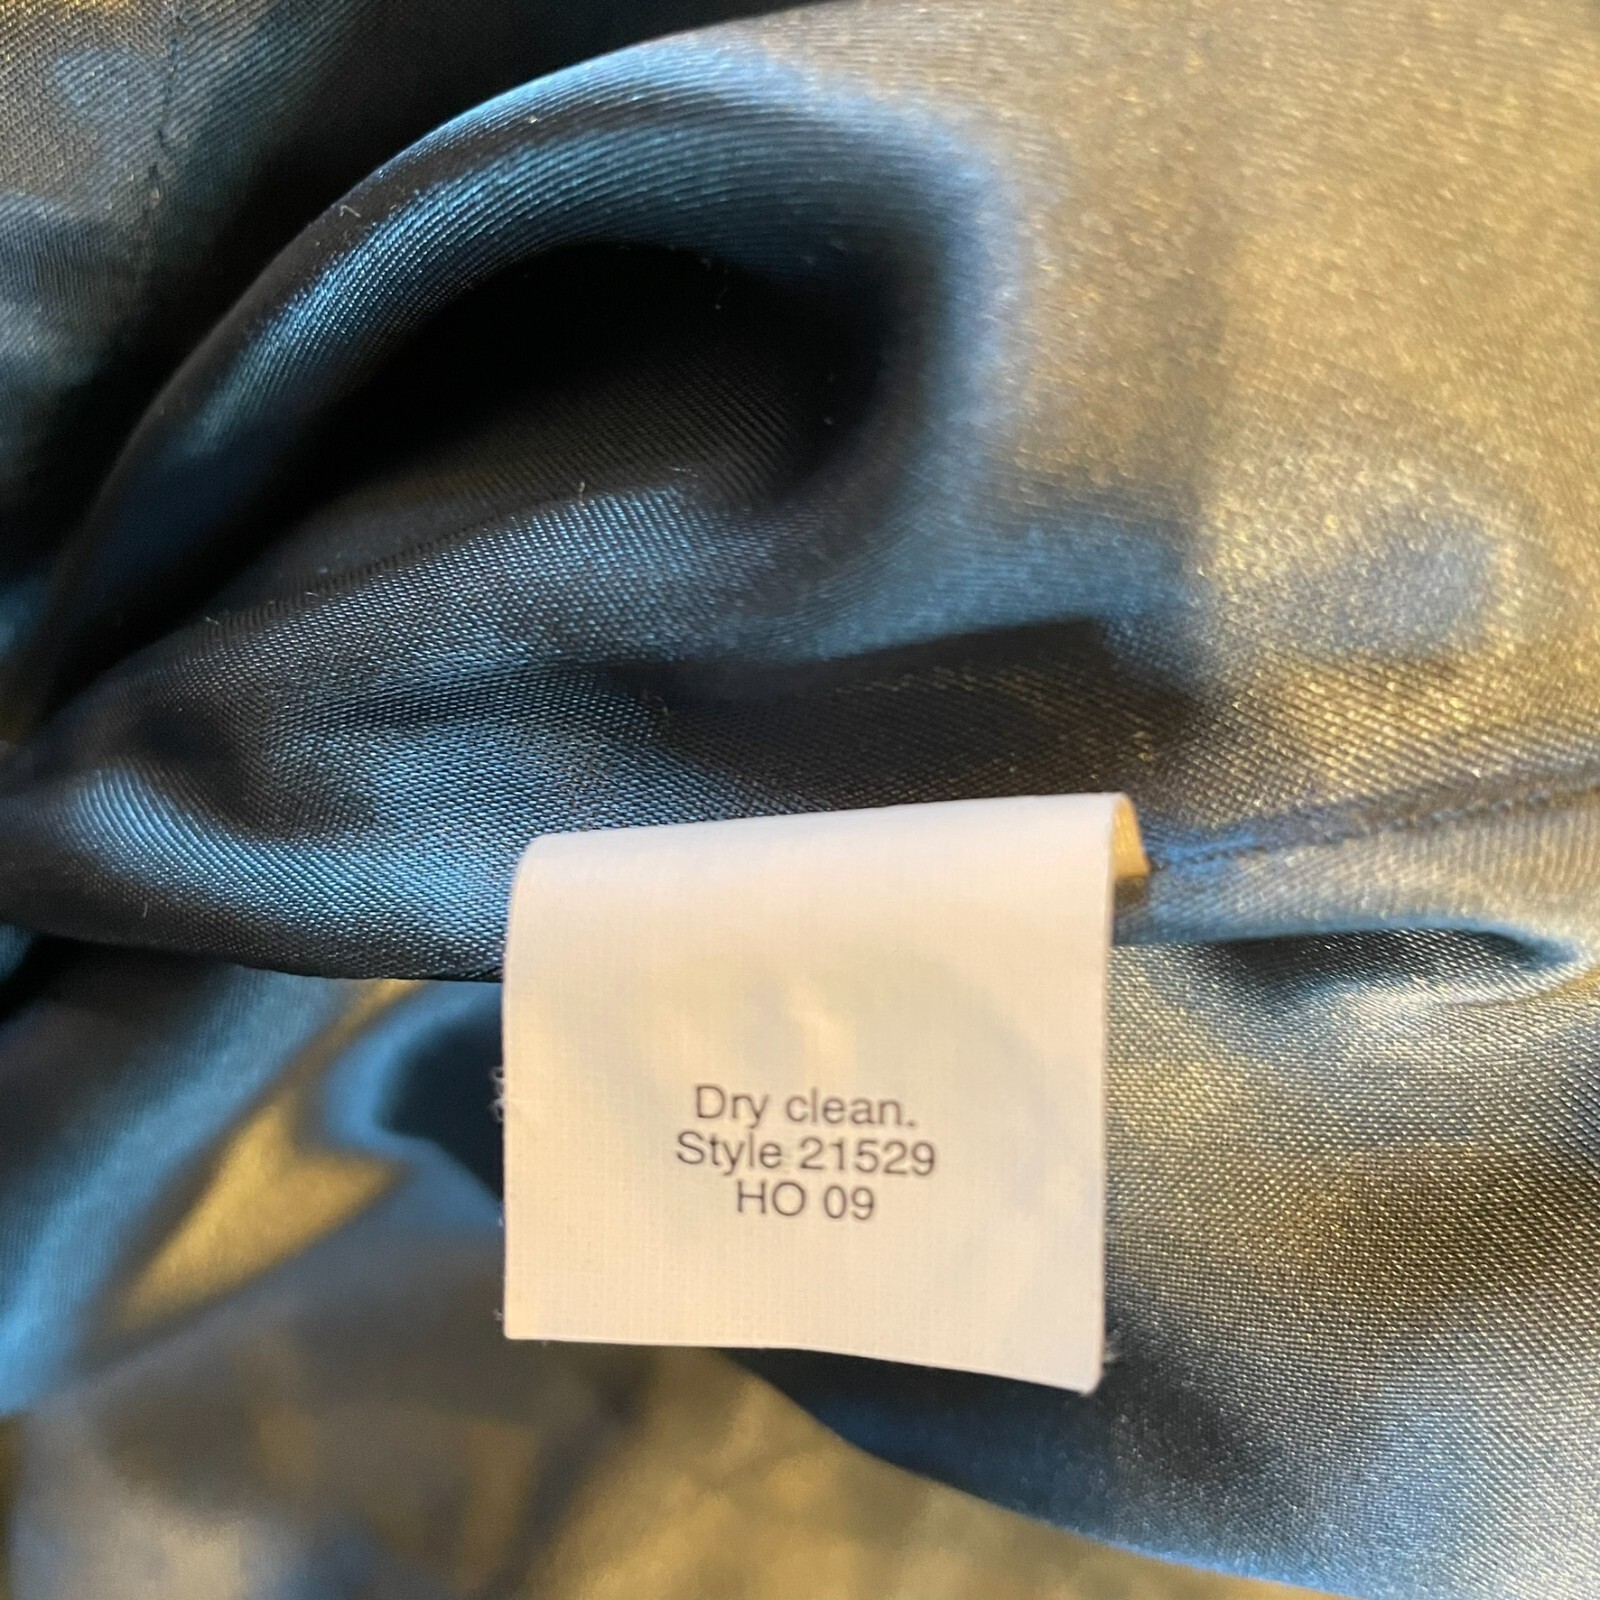 Dry clean.
Style 21529
HO 09